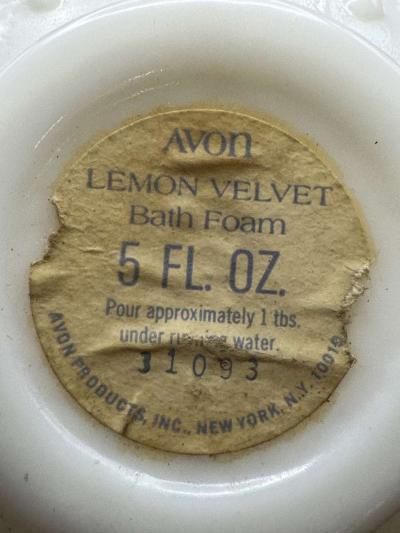 AVON
LEMON VELVET
Bath Foam
5 FL. OZ.
Pour approximately 1 tbs.
under running water.
31093
AVON PRODUCTS, INC., NEW YORK, N.Y. 10019